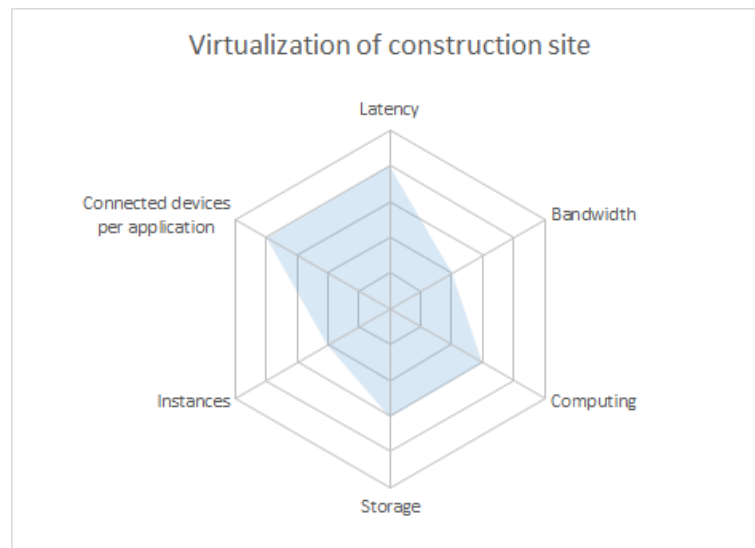 Virtualization of construction site
Latency
Connected devices
per application
Bandwidth
Instances
Computing
Storage